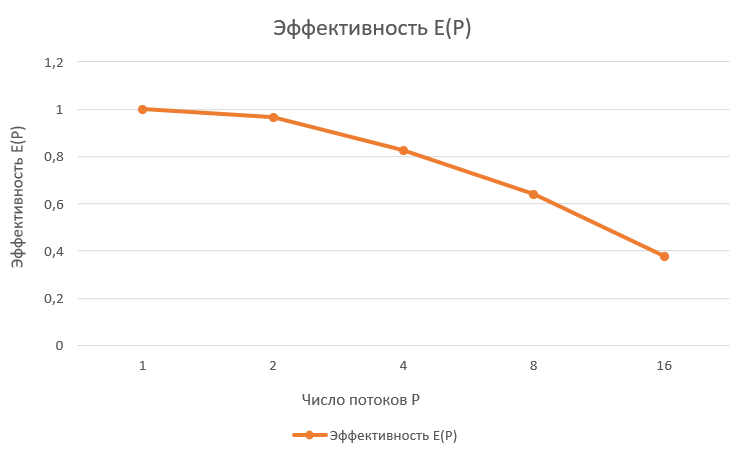 Эффективность E(P)
1,2
1
0,8
0,6
0,4
0,2
0
Эффективность E(P)
1 2 4 8 16
Число потоков P
Эффективность E(P)